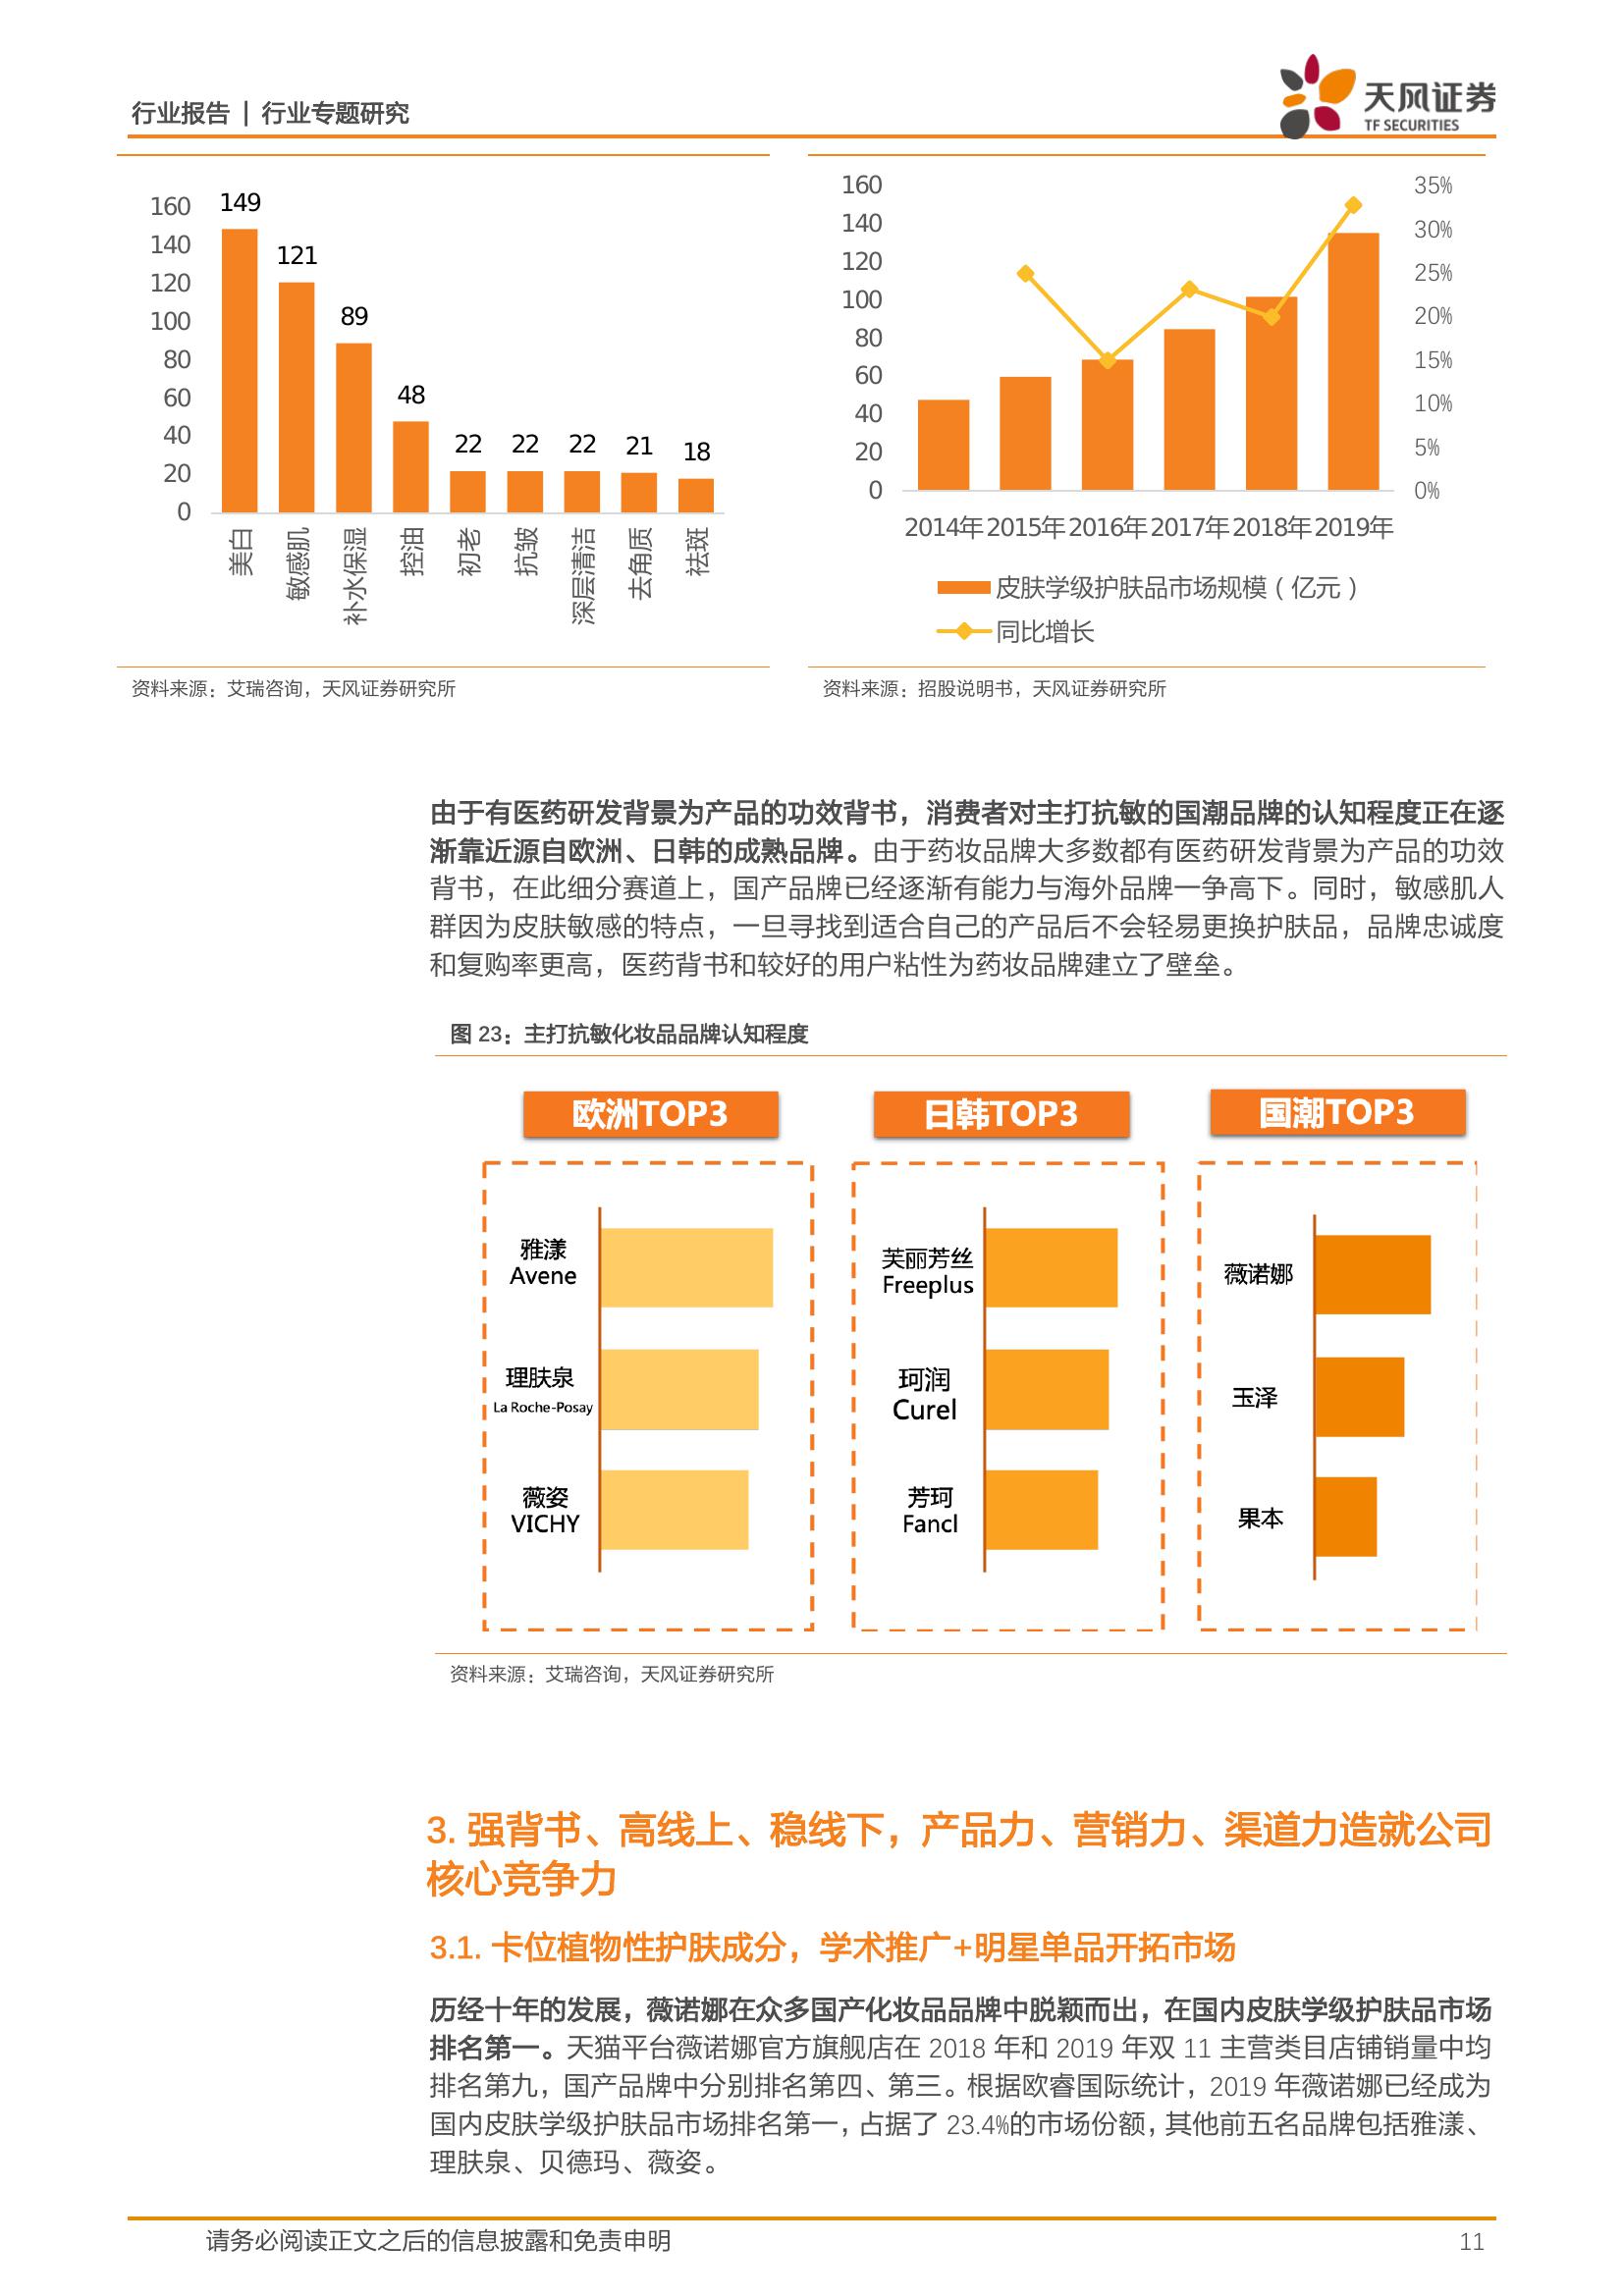 行业报告 | 行业专题研究
天风证券
TF SECURITIES
160
140
120
100
80
60
40
20
0
149
121
89
48
22
22
22
21
18
美白
敏感肌
补水保湿
控油
初老
抗皱
深层清洁
去角质
祛斑
资料来源：艾瑞咨询，天风证券研究所
160
140
120
100
80
60
40
20
0
35%
30%
25%
20%
15%
10%
5%
0%
2014年 2015年 2016年 2017年 2018年 2019年
皮肤学级护肤品市场规模（亿元）
同比增长
资料来源：招股说明书，天风证券研究所
由于有医药研发背景为产品的功效背书，消费者对主打抗敏的国潮品牌的认知程度正在逐
渐靠近源自欧洲、日韩的成熟品牌。由于药妆品牌大多数都有医药研发背景为产品的功效
背书，在此细分赛道上，国产品牌已经逐渐有能力与海外品牌一争高下。同时，敏感肌人
群因为皮肤敏感的特点，一旦寻找到适合自己的产品后不会轻易更换护肤品，品牌忠诚度
和复购率更高，医药背书和较好的用户粘性为药妆品牌建立了壁垒。
图 23：主打抗敏化妆品品牌认知程度
欧洲TOP3
雅漾
Avene
理肤泉
La Roche-Posay
薇姿
VICHY
日韩TOP3
芙丽芳丝
Freeplus
珂润
Curel
芳珂
Fancl
国潮TOP3
薇诺娜
玉泽
果本
资料来源：艾瑞咨询，天风证券研究所
3. 强背书、高线上、稳线下，产品力、营销力、渠道力造就公司
核心竞争力
3.1. 卡位植物性护肤成分，学术推广+明星单品开拓市场
历经十年的发展，薇诺娜在众多国产化妆品品牌中脱颖而出，在国内皮肤学级护肤品市场
排名第一。天猫平台薇诺娜官方旗舰店在 2018 年和 2019 年双 11 主营类目店铺销量中均
排名第九，国产品牌中分别排名第四、第三。根据欧睿国际统计，2019 年薇诺娜已经成为
国内皮肤学级护肤品市场排名第一，占据了 23.4%的市场份额，其他前五名品牌包括雅漾、
理肤泉、贝德玛、薇姿。
请务必阅读正文之后的信息披露和免责申明
11